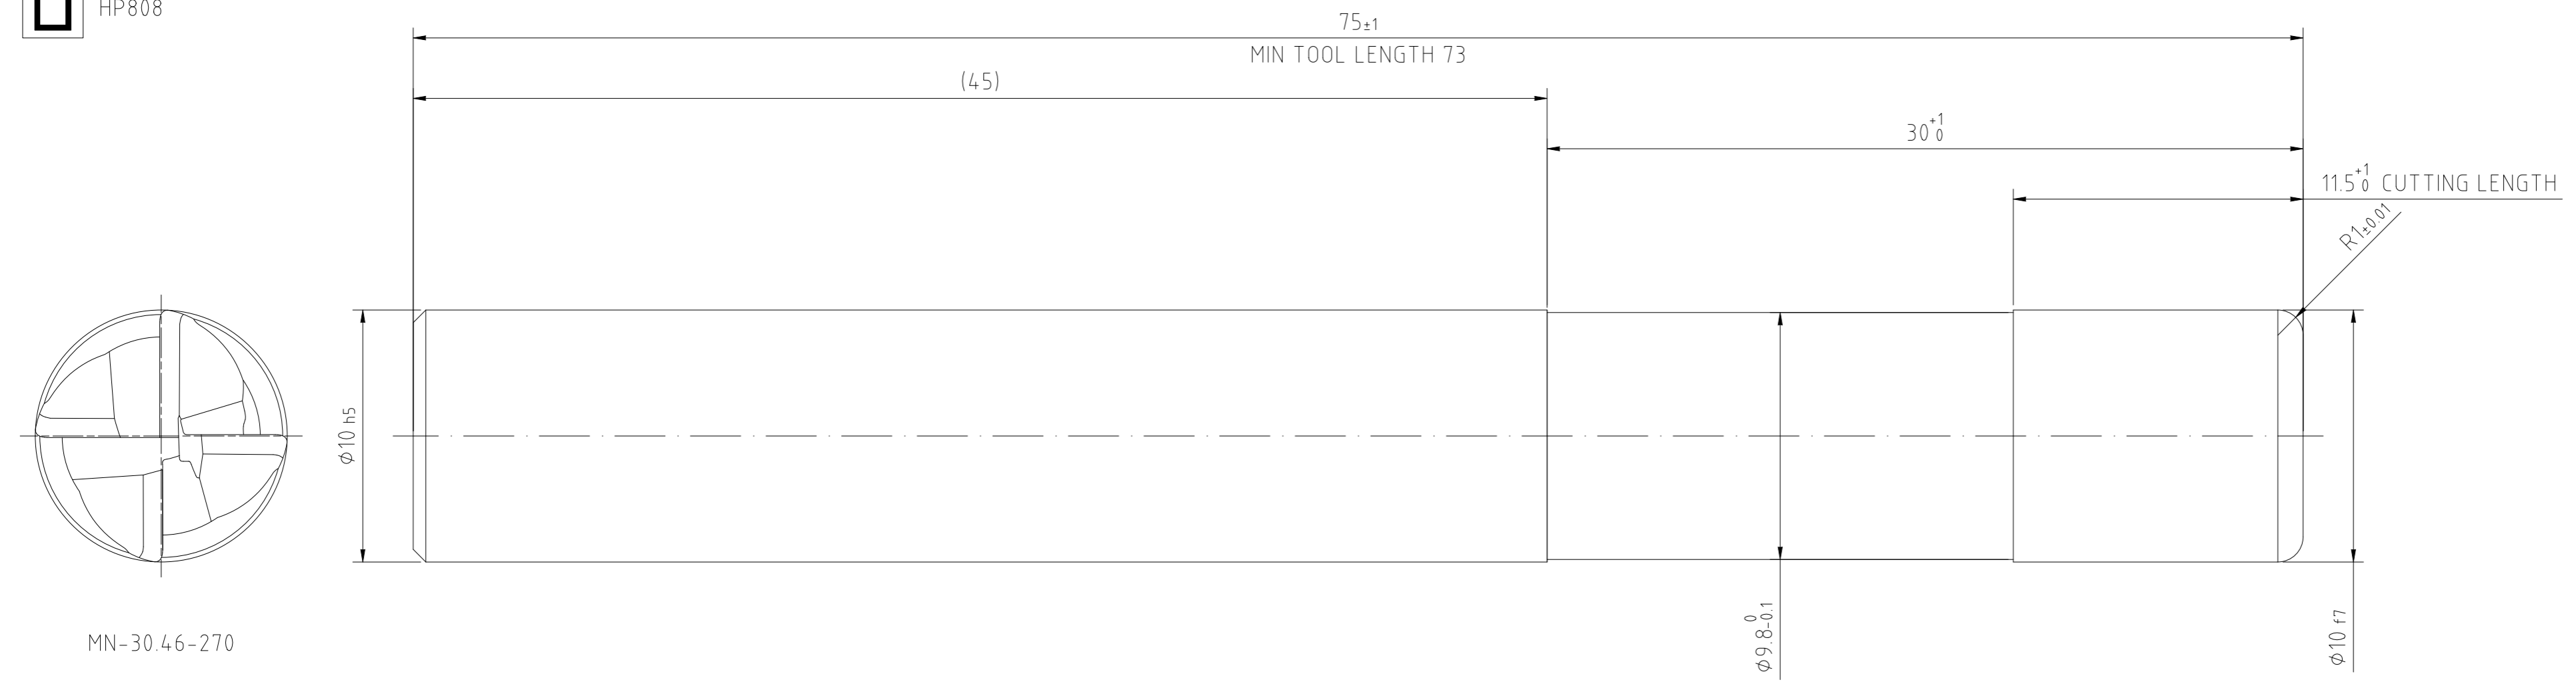 HP808
75±1
MIN TOOL LENGTH 73
(45)
30 +1 0
11.5 +1 0 CUTTING LENGTH
R1±0.01
Ø10 h5
Ø9.8 0 -0.1
Ø10 f7
MN-30.46-270